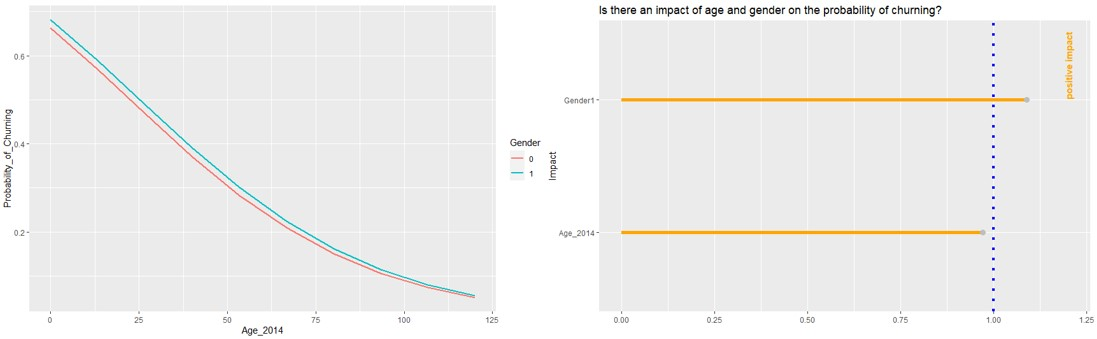 Probability_of_Churning
0.6
0.4
0.2
0
25
50
75
100
125
Age_2014
Gender
0
1
Is there an impact of age and gender on the probability of churning?
Impact
Gender1
Age_2014
positive impact
0.00
0.25
0.50
0.75
1.00
1.25